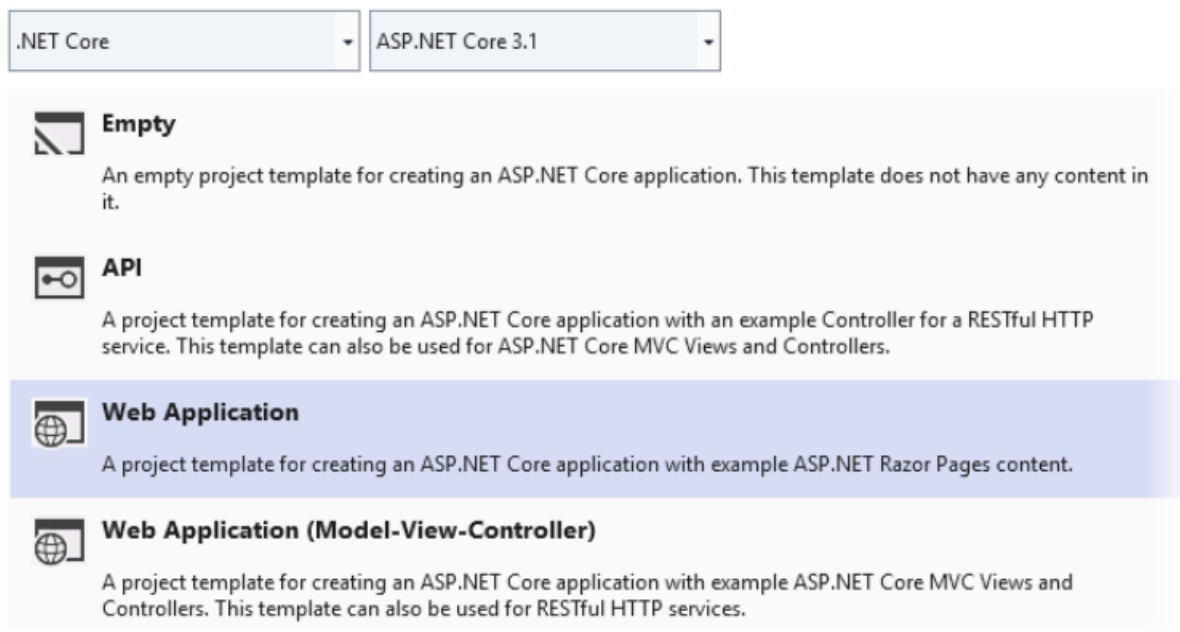 .NET Core
ASP.NET Core 3.1
Empty
An empty project template for creating an ASP.NET Core application. This template does not have any content in
it.
API
A project template for creating an ASP.NET Core application with an example Controller for a RESTful HTTP
service. This template can also be used for ASP.NET Core MVC Views and Controllers.
Web Application
A project template for creating an ASP.NET Core application with example ASP.NET Razor Pages content.
Web Application (Model-View-Controller)
A project template for creating an ASP.NET Core application with example ASP.NET Core MVC Views and
Controllers. This template can also be used for RESTful HTTP services.